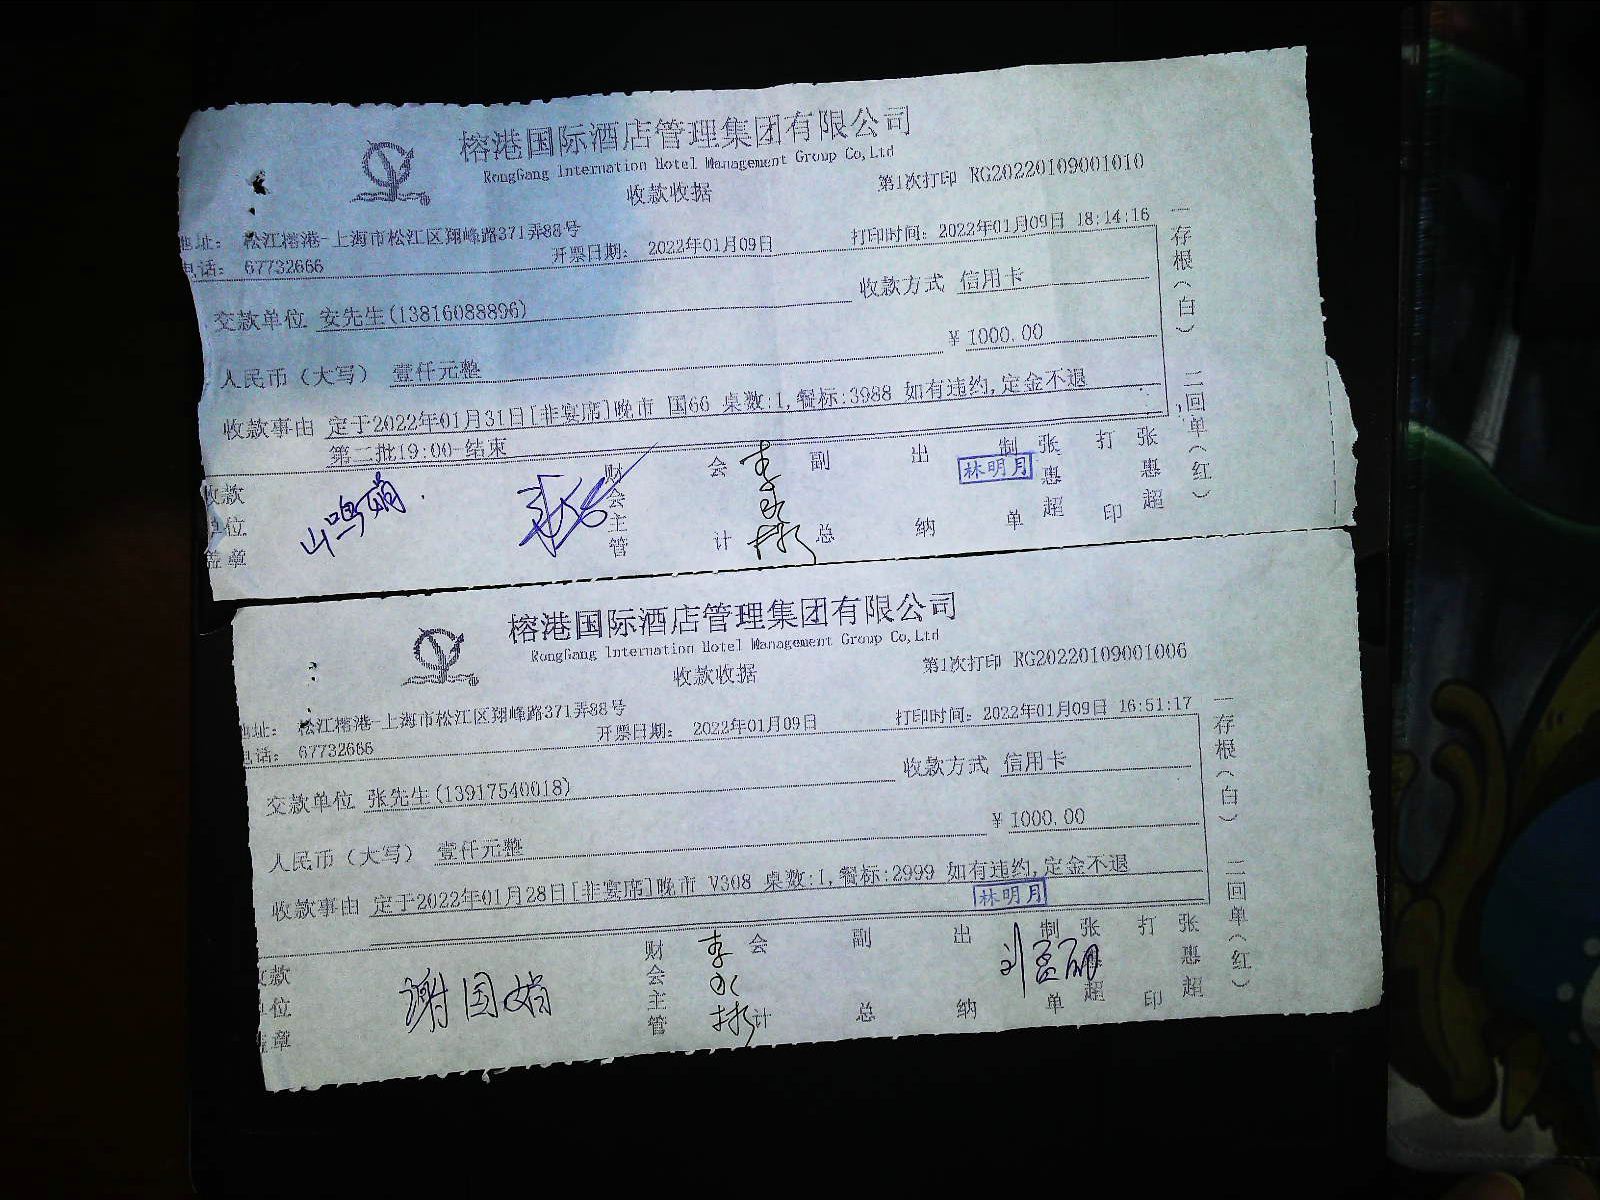 榕港国际酒店管理集团有限公司
RongGang Internation Hotel Management Group Co,Ltd
收款收据
第1次打印 RG20220109001010
地址： 松江榕港-上海市松江区翔峰路371弄88号
电话： 67732666
开票日期： 2022年01月09日
打印时间：2022年01月09日 18:14:16
交款单位 安先生(13816088896)
收款方式 信用卡
人民币（大写） 壹仟元整
¥ 1000.00
收款事由 定于2022年01月31日[非宴席]晚市 国66 桌数:1,餐标:3988 如有违约,定金不退
第二批19:00-结束
收款单位盖章
财会主管
会计
李永彬
副总
出纳
林明月
制单
张惠超
打印
张惠超
一存根（白） 二回单（红）
榕港国际酒店管理集团有限公司
RongGang Internation Hotel Management Group Co,Ltd
收款收据
第1次打印 RG20220109001006
地址： 松江榕港-上海市松江区翔峰路371弄88号
电话： 67732666
开票日期： 2022年01月09日
打印时间：2022年01月09日 16:51:17
交款单位 张先生(13917540018)
收款方式 信用卡
人民币（大写） 壹仟元整
¥ 1000.00
收款事由 定于2022年01月28日[非宴席]晚市 V308 桌数:1,餐标:2999 如有违约,定金不退
林明月
收款单位盖章
谢国娟
财会主管
李永彬
会计
副总
出纳
制单
张惠超
打印
张惠超
一存根（白） 二回单（红）